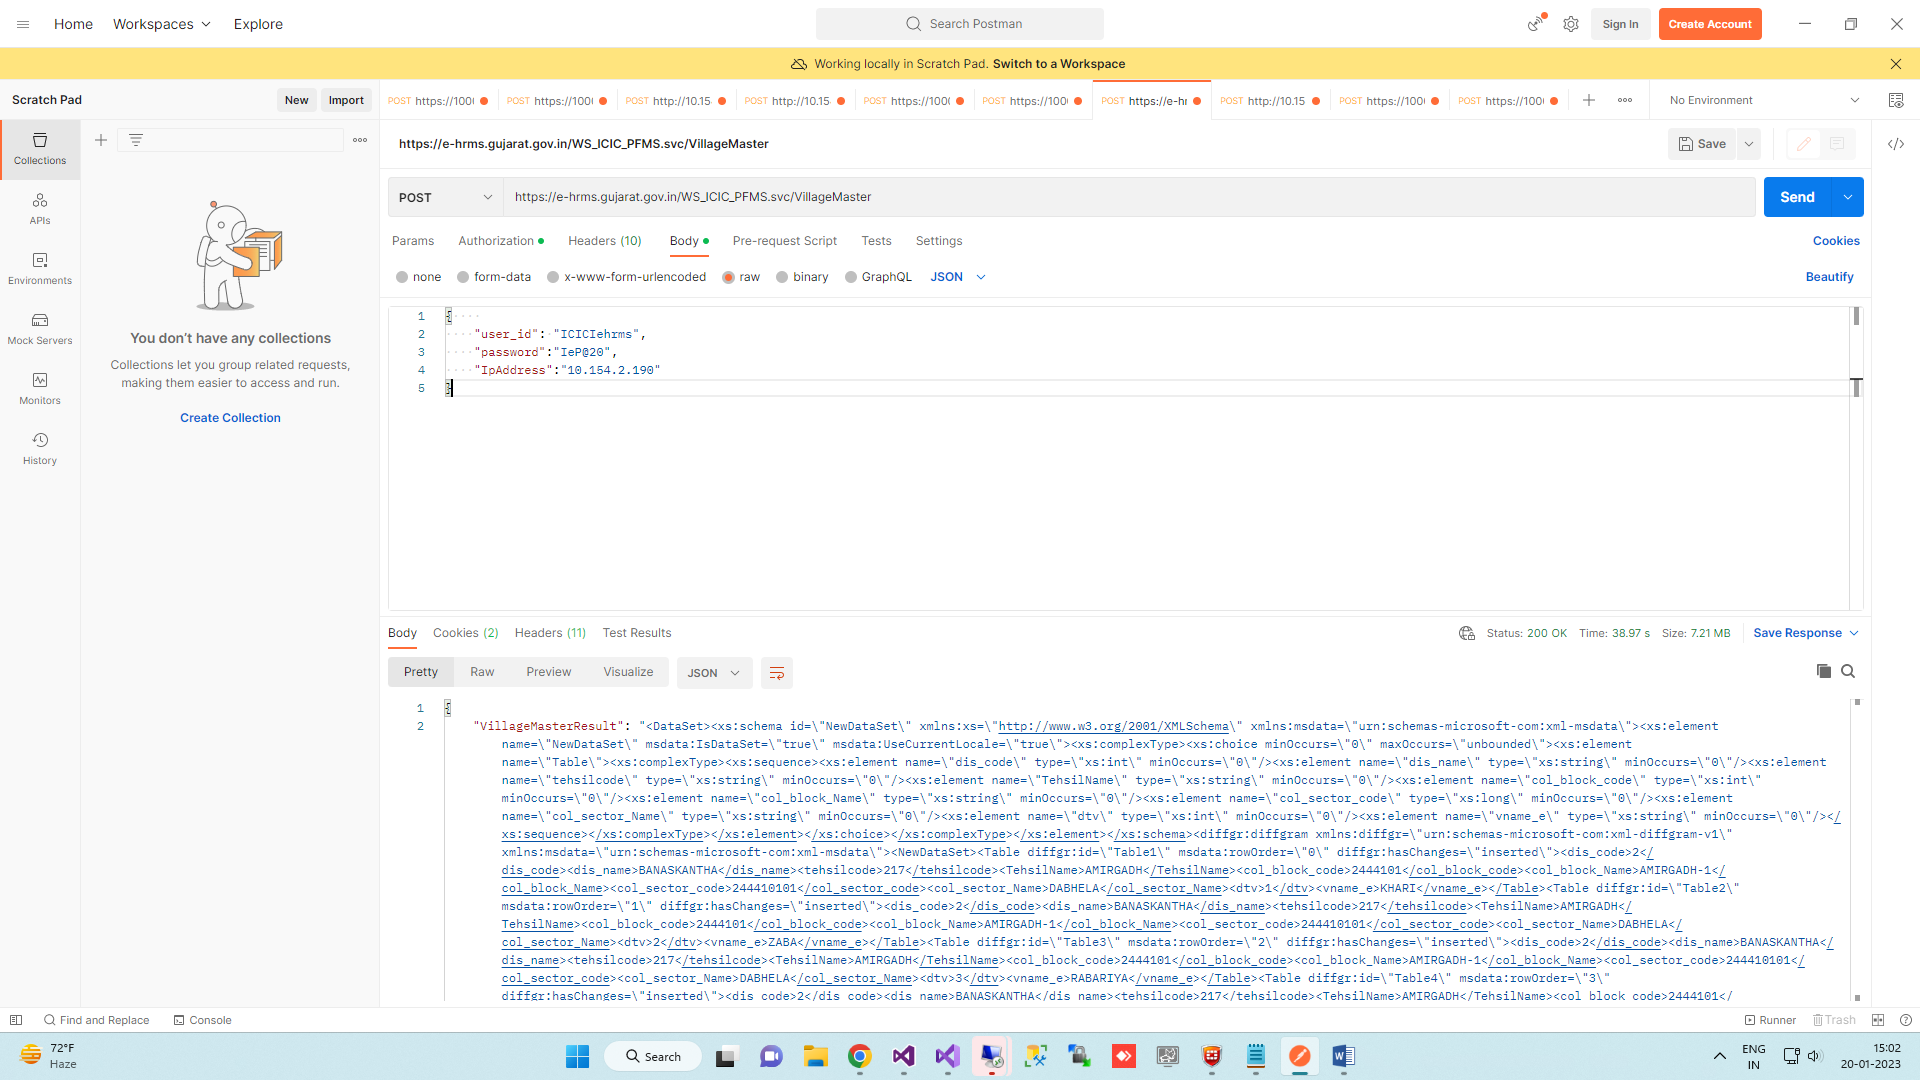 Home
Workspaces
Explore
Search Postman
Sign In
Create Account
Working locally in Scratch Pad. Switch to a Workspace
Scratch Pad
New
Import
POST https://100
POST https://100
POST http://10.15
POST http://10.15
POST https://100
POST https://100
POST https://e-h
POST http://10.15
POST https://100
POST https://100
No Environment
Collections
APIs
Environments
Mock Servers
Monitors
History
You don't have any collections
Collections let you group related requests,
making them easier to access and run.
Create Collection
https://e-hrms.gujarat.gov.in/WS_ICIC_PFMS.svc/VillageMaster
Save
POST
https://e-hrms.gujarat.gov.in/WS_ICIC_PFMS.svc/VillageMaster
Send
Params
Authorization
Headers (10)
Body
Pre-request Script
Tests
Settings
Cookies
none
form-data
x-www-form-urlencoded
raw
binary
GraphQL
JSON
Beautify
1 {
2 "user_id": "ICICIehrms",
3 "password":"IeP@20",
4 "IpAddress":"10.154.2.190"
5 }
Body
Cookies (2)
Headers (11)
Test Results
Status: 200 OK
Time: 38.97 s
Size: 7.21 MB
Save Response
Pretty
Raw
Preview
Visualize
JSON
1 {
2 "VillageMasterResult": "<DataSet><xs:schema id=\"NewDataSet\" xmlns:xs=\"http://www.w3.org/2001/XMLSchema\" xmlns:msdata=\"urn:schemas-microsoft-com:xml-msdata\"><xs:element
name=\"NewDataSet\" msdata:IsDataSet=\"true\" msdata:UseCurrentLocale=\"true\"><xs:complexType><xs:choice minOccurs=\"0\" maxOccurs=\"unbounded\"><xs:element
name=\"Table\"><xs:complexType><xs:sequence><xs:element name=\"dis_code\" type=\"xs:int\" minOccurs=\"0\"/><xs:element name=\"dis_name\" type=\"xs:string\" minOccurs=\"0\"/><xs:element
name=\"tehsilcode\" type=\"xs:string\" minOccurs=\"0\"/><xs:element name=\"TehsilName\" type=\"xs:string\" minOccurs=\"0\"/><xs:element name=\"col_block_code\" type=\"xs:int\"
minOccurs=\"0\"/><xs:element name=\"col_block_Name\" type=\"xs:string\" minOccurs=\"0\"/><xs:element name=\"col_sector_code\" type=\"xs:long\" minOccurs=\"0\"/><xs:element
name=\"col_sector_Name\" type=\"xs:string\" minOccurs=\"0\"/><xs:element name=\"dtv\" type=\"xs:int\" minOccurs=\"0\"/><xs:element name=\"vname_e\" type=\"xs:string\" minOccurs=\"0\"/></
xs:sequence></xs:complexType></xs:element></xs:choice></xs:complexType></xs:element></xs:schema><diffgr:diffgram xmlns:diffgr=\"urn:schemas-microsoft-com:xml-diffgram-v1\"
xmlns:msdata=\"urn:schemas-microsoft-com:xml-msdata\"><NewDataSet><Table diffgr:id=\"Table1\" msdata:rowOrder=\"0\" diffgr:hasChanges=\"inserted\"><dis_code>2</
dis_code><dis_name>BANASKANTHA</dis_name><tehsilcode>217</tehsilcode><TehsilName>AMIRGADH</TehsilName><col_block_code>2444101</col_block_code><col_block_Name>AMIRGADH-1</
col_block_Name><col_sector_code>244410101</col_sector_code><col_sector_Name>DABHELA</col_sector_Name><dtv>1</dtv><vname_e>KHARI</vname_e></Table><Table diffgr:id=\"Table2\"
msdata:rowOrder=\"1\" diffgr:hasChanges=\"inserted\"><dis_code>2</dis_code><dis_name>BANASKANTHA</dis_name><tehsilcode>217</tehsilcode><TehsilName>AMIRGADH</
TehsilName><col_block_code>2444101</col_block_code><col_block_Name>AMIRGADH-1</col_block_Name><col_sector_code>244410101</col_sector_code><col_sector_Name>DABHELA</
col_sector_Name><dtv>2</dtv><vname_e>ZABA</vname_e></Table><Table diffgr:id=\"Table3\" msdata:rowOrder=\"2\" diffgr:hasChanges=\"inserted\"><dis_code>2</dis_code><dis_name>BANASKANTHA</
dis_name><tehsilcode>217</tehsilcode><TehsilName>AMIRGADH</TehsilName><col_block_code>2444101</col_block_code><col_block_Name>AMIRGADH-1</col_block_Name><col_sector_code>244410101</
col_sector_code><col_sector_Name>DABHELA</col_sector_Name><dtv>3</dtv><vname_e>RABARIYA</vname_e></Table><Table diffgr:id=\"Table4\" msdata:rowOrder=\"3\"
diffgr:hasChanges=\"inserted\"><dis_code>2</dis_code><dis_name>BANASKANTHA</dis_name><tehsilcode>217</tehsilcode><TehsilName>AMIRGADH</TehsilName><col_block_code>2444101</
Find and Replace
Console
Runner
Trash
72°F
Haze
Search
ENG
IN
15:02
20-01-2023